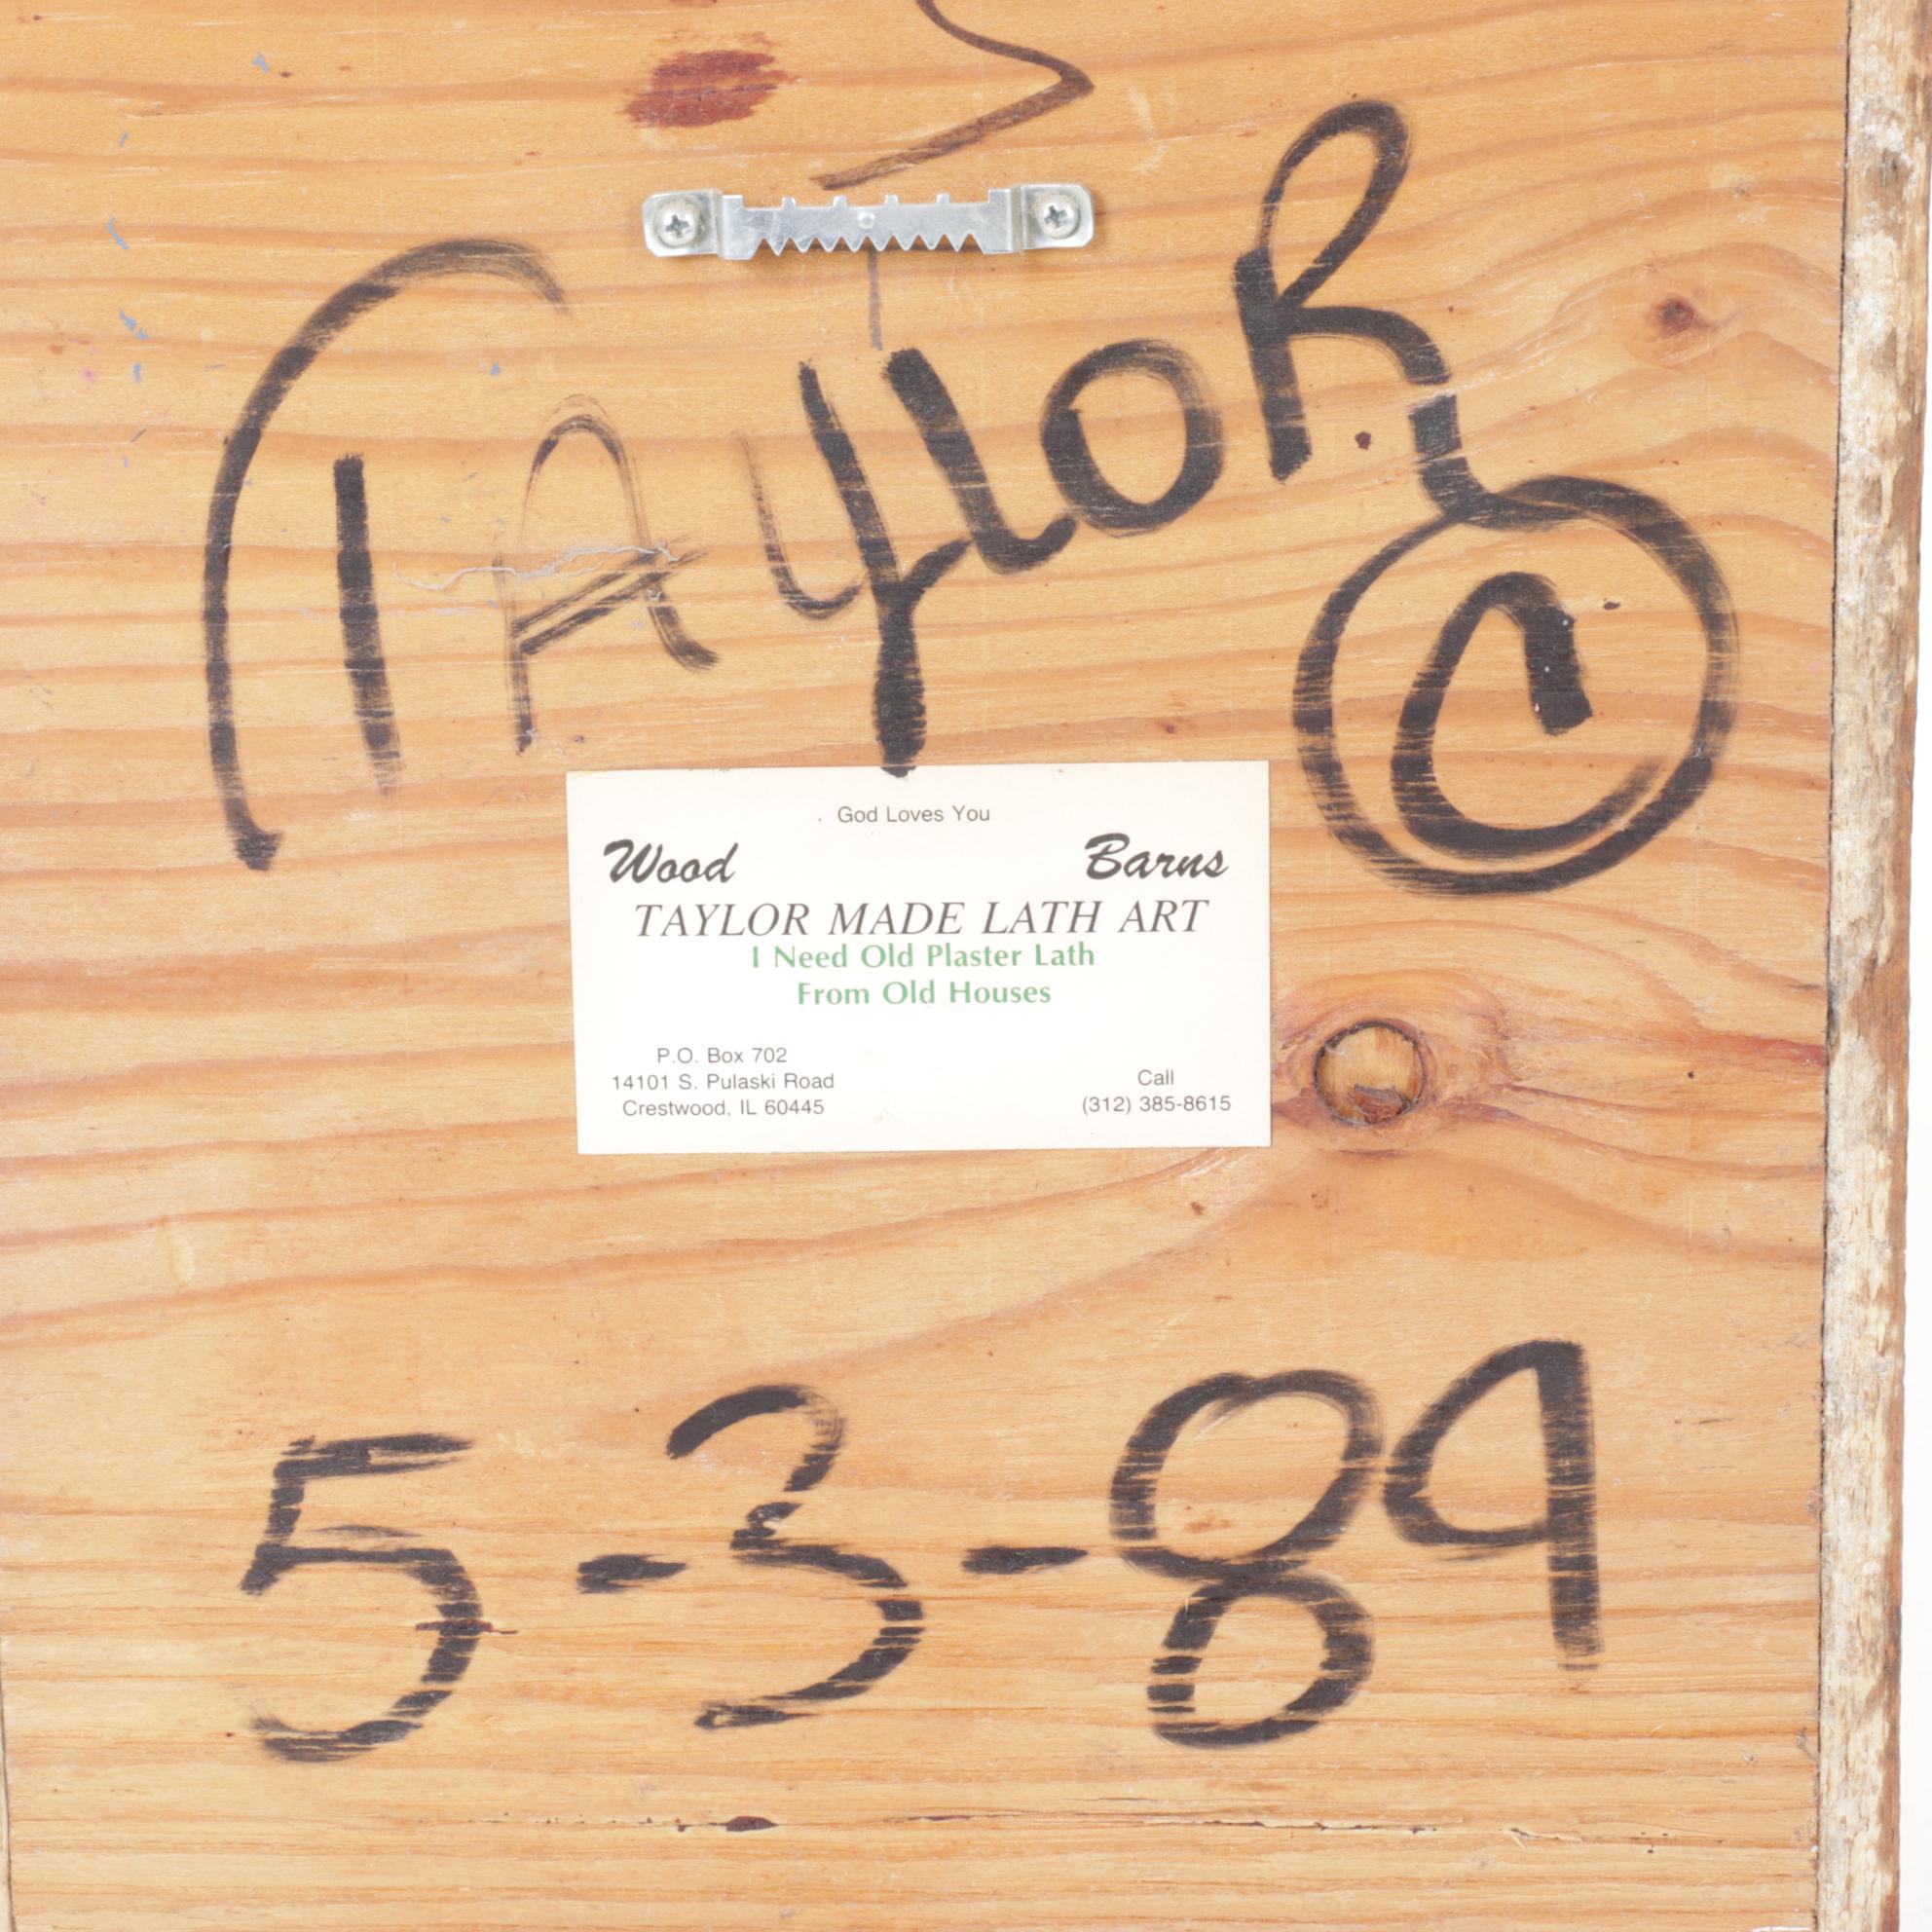 TAYlOR ©
God Loves You
Wood Barns
TAYLOR MADE LATH ART
I Need Old Plaster Lath
From Old Houses
P.O. Box 702
14101 S. Pulaski Road
Crestwood, IL 60445
Call
(312) 385-8615
5-3-89